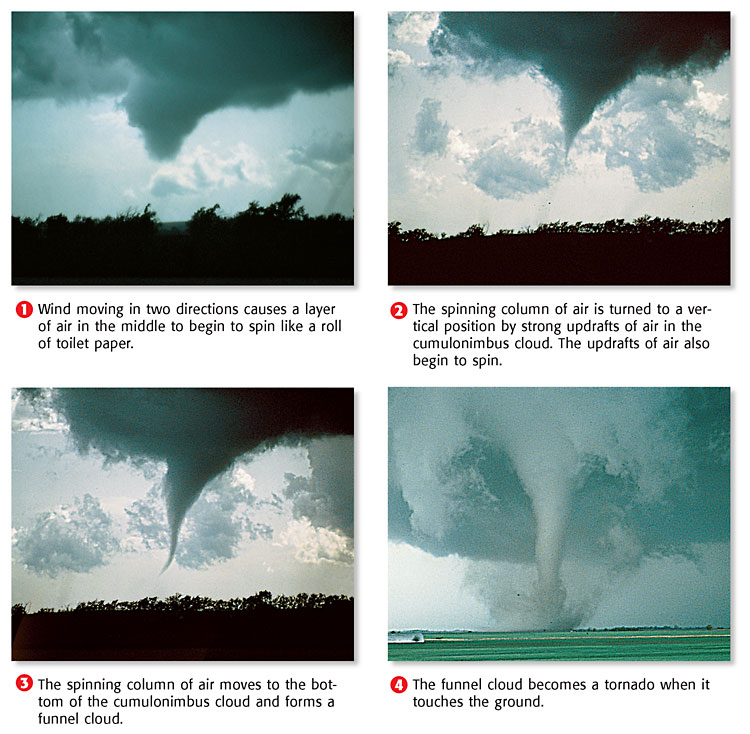 1 Wind moving in two directions causes a layer
of air in the middle to begin to spin like a roll
of toilet paper.
2 The spinning column of air is turned to a ver-
tical position by strong updrafts of air in the
cumulonimbus cloud. The updrafts of air also
begin to spin.
3 The spinning column of air moves to the bot-
tom of the cumulonimbus cloud and forms a
funnel cloud.
4 The funnel cloud becomes a tornado when it
touches the ground.